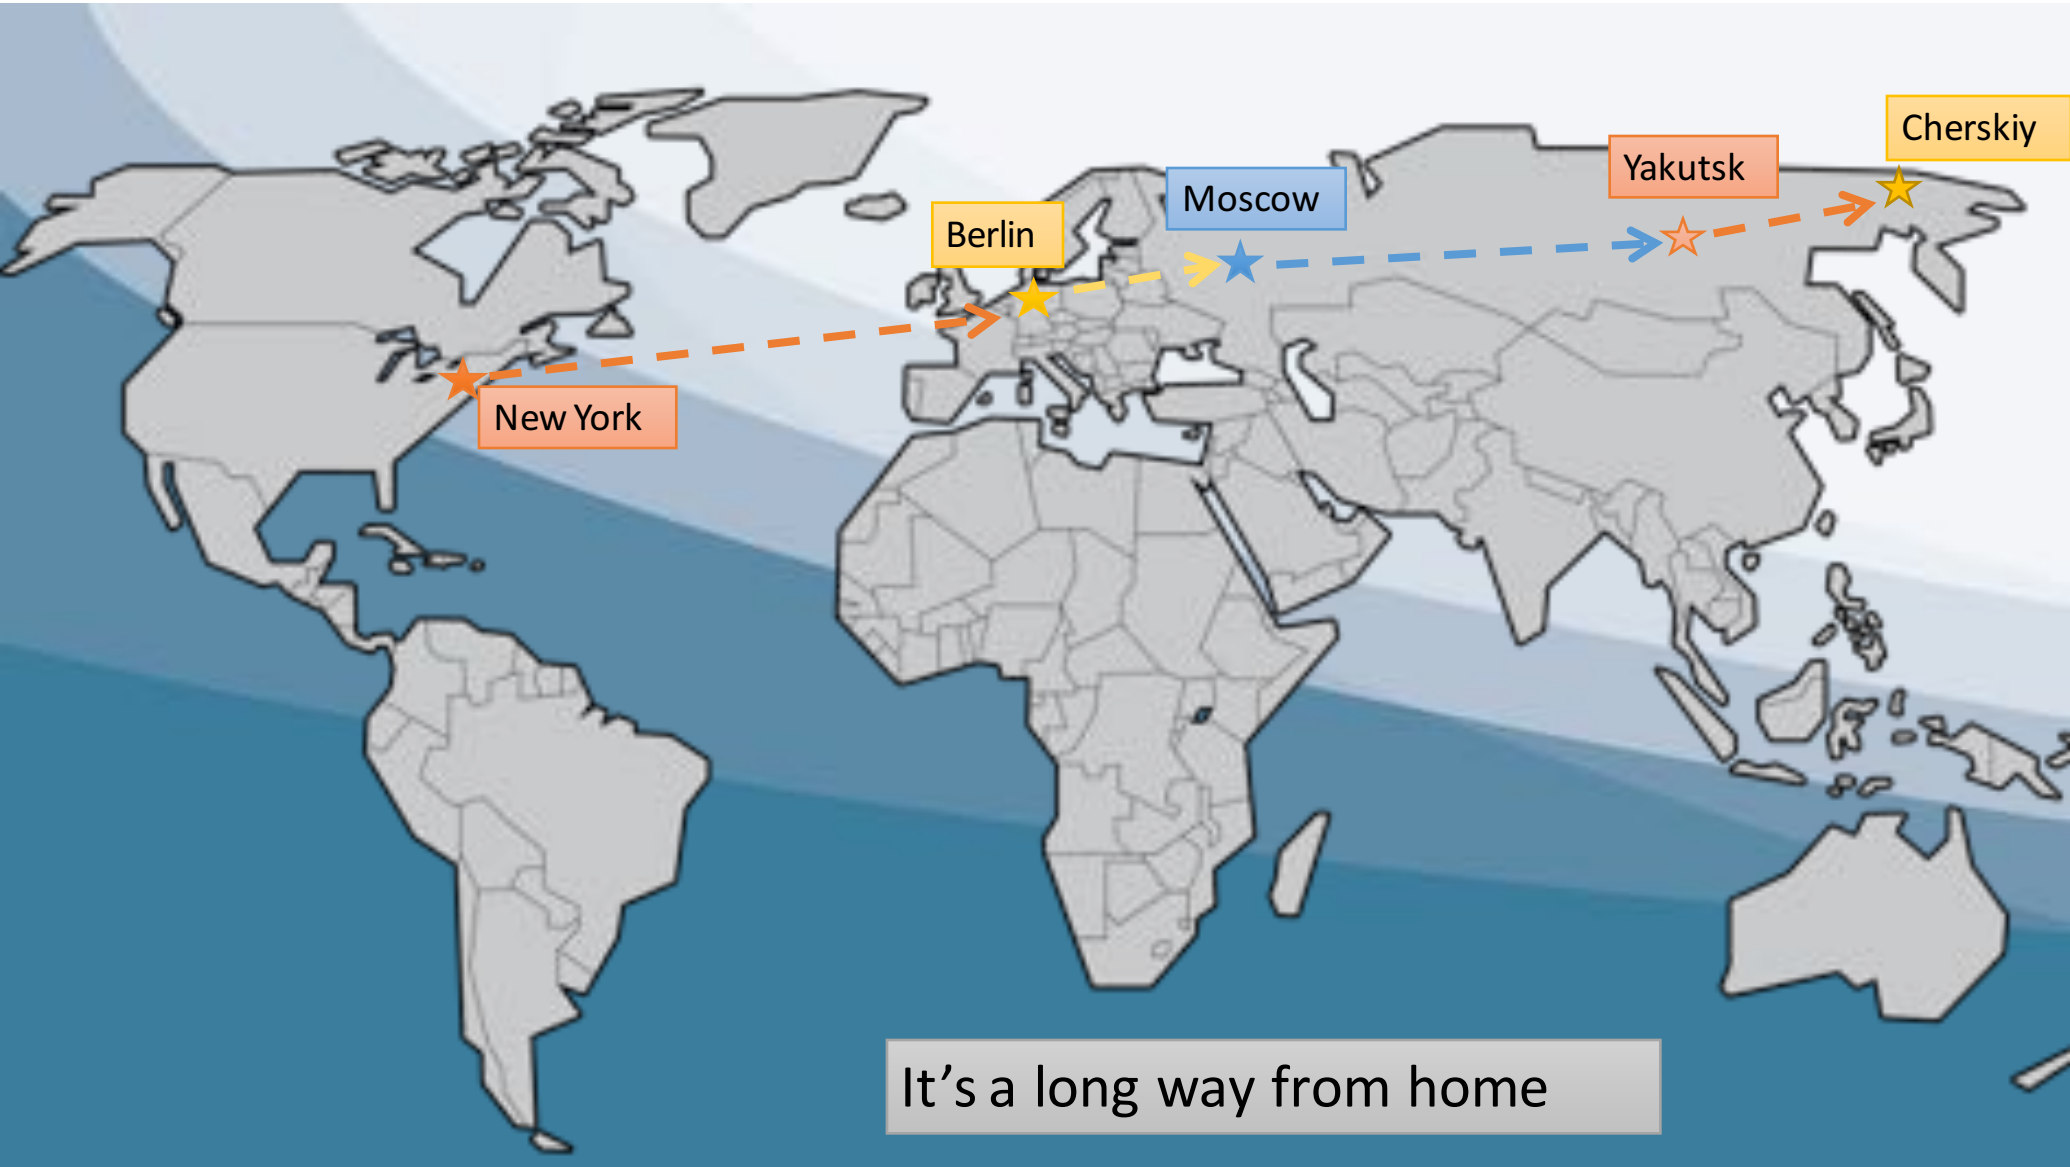 Cherskiy
Yakutsk
Moscow
Berlin
New York
It's a long way from home